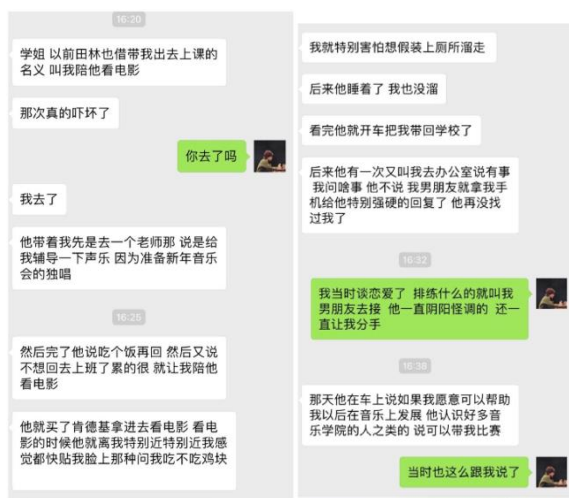 16:20
学姐 以前田林也借带我出去上课的
名义 叫我陪他看电影
那次真的吓坏了
你去了吗
我去了
他带着我先是去一个老师那 说是给
我辅导一下声乐 因为准备新年音乐
会的独唱
16:25
然后完了他说吃个饭再回 然后又说
不想回去上班了累的很 就让我陪他
看电影
他就买了肯德基拿进去看电影 看电
影的时候他就离我特别近特别近我感
觉都快贴我脸上那种问我吃不吃鸡块
我就特别害怕想假装上厕所溜走
后来他睡着了 我也没溜
看完他就开车把我带回学校了
后来他有一次又叫我去办公室说有事
我问啥事 他不说 我男朋友就拿我手
机给他特别强硬的回复了 他再没找
过我了
16:32
我当时谈恋爱了 排练什么的就叫我
男朋友去接 他一直阴阳怪调的 还一
直让我分手
16:38
那天他在车上说如果我愿意可以帮助
我以后在音乐上发展 他认识好多音
乐学院的人之类的 说可以带我比赛
当时也这么跟我说了